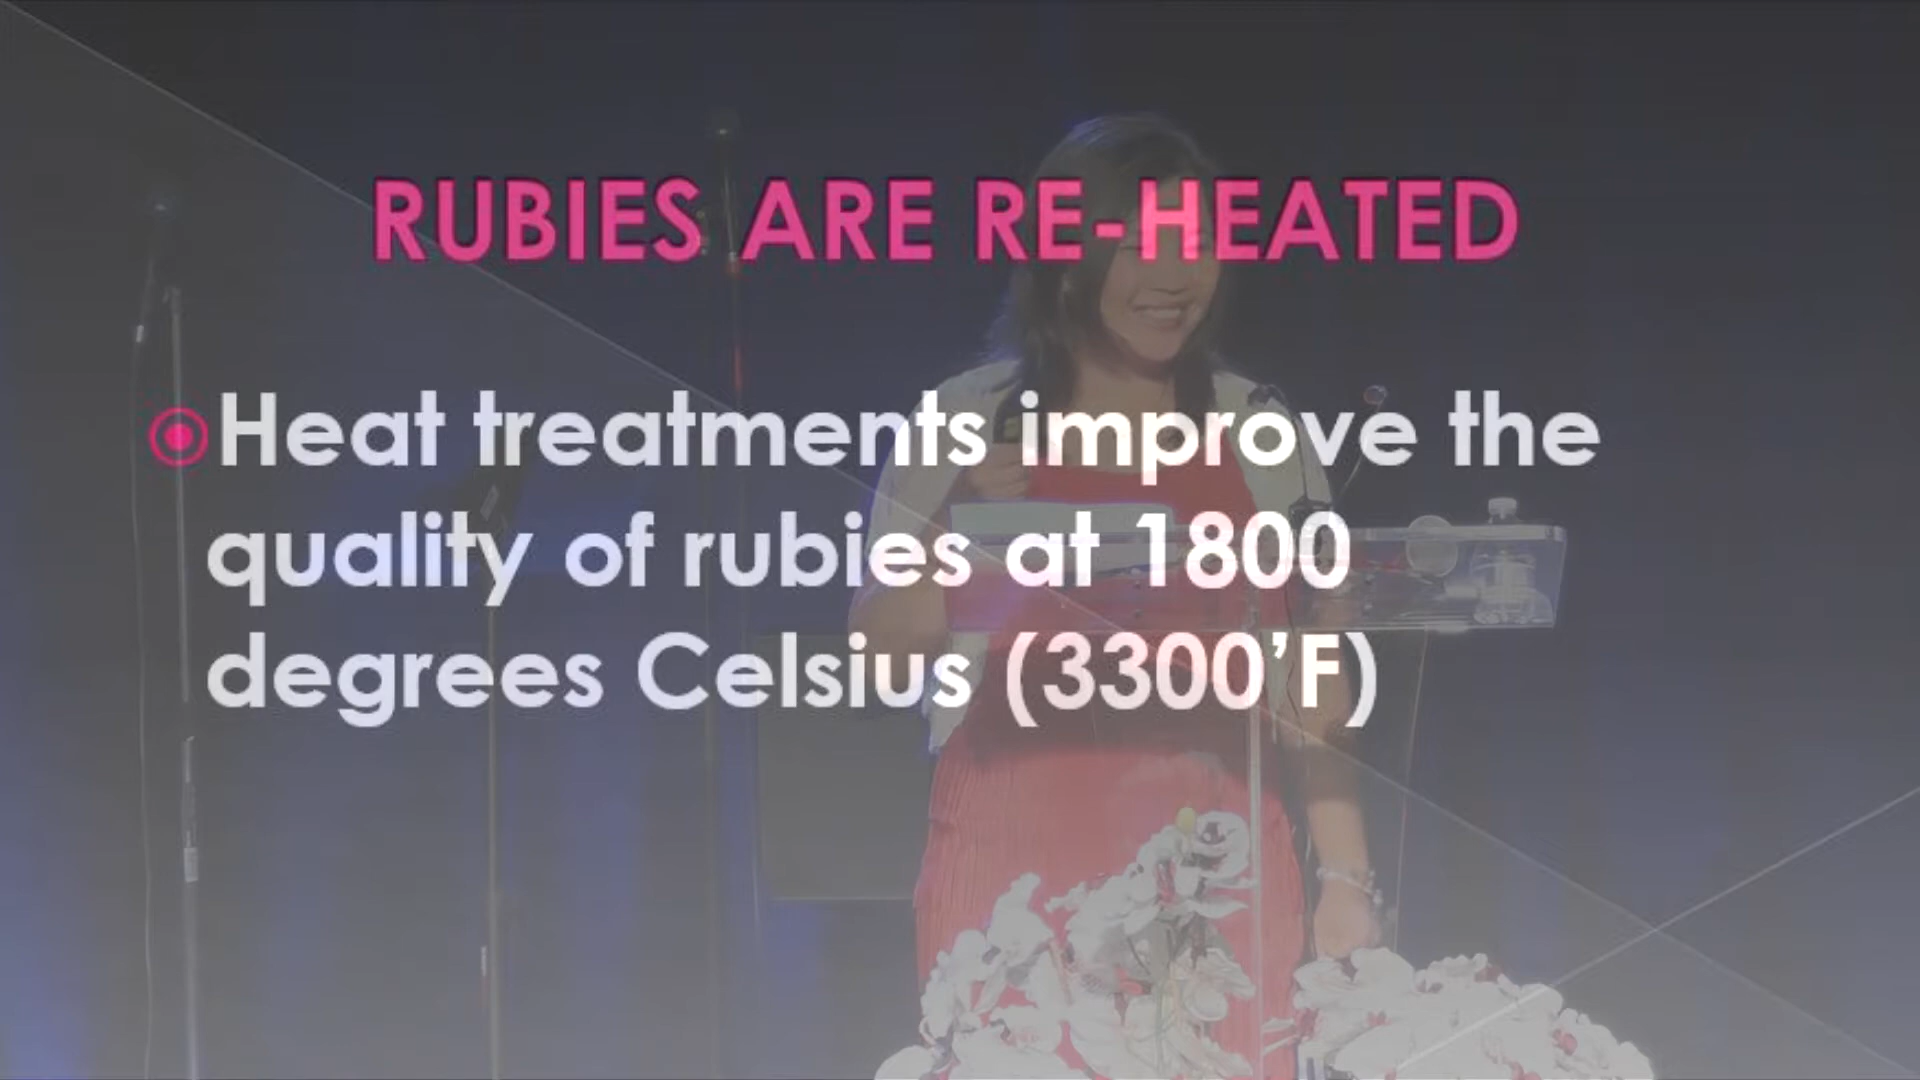 RUBIES ARE RE-HEATED
Heat treatments improve the
quality of rubies at 1800
degrees Celsius (3300’F)